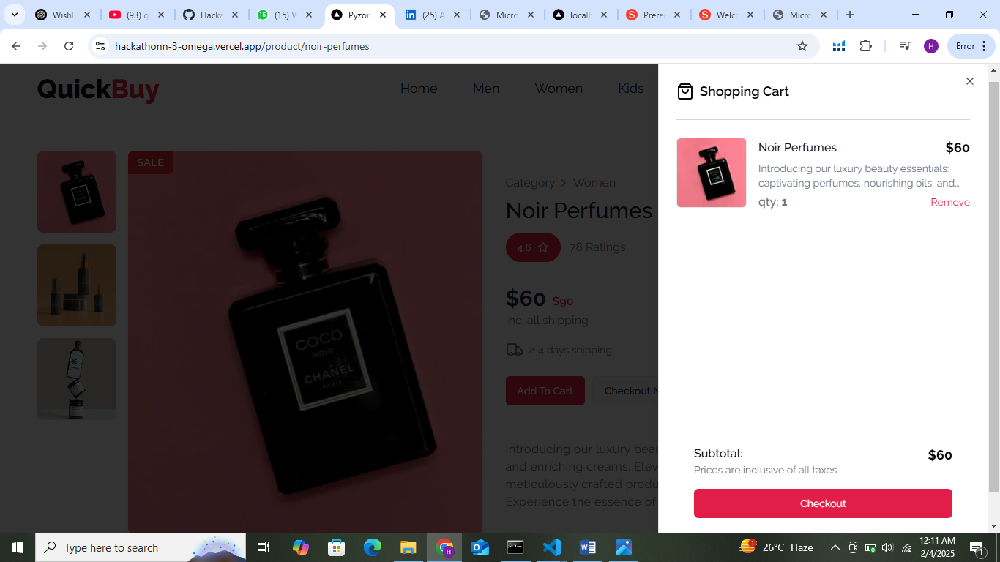 Wishl
(93) g
Hacka
(15) W
Pyzor
(25) A
Micro
localh
Prere
Welco
Micro
hackathonn-3-omega.vercel.app/product/noir-perfumes
H
Error
QuickBuy
Home Men Women Kids
SALE
COCO
NOIR
CHANEL
PARIS
Category > Women
Noir Perfumes
4.6 78 Ratings
$60 $90
Inc. all shipping
2-4 days shipping
Add To Cart Checkout N
Introducing our luxury beau
and enriching creams. Elev
meticulously crafted produ
Experience the essence of
Shopping Cart
Noir Perfumes $60
Introducing our luxury beauty essentials:
captivating perfumes, nourishing oils, and…
qty: 1 Remove
Subtotal: $60
Prices are inclusive of all taxes
Checkout
Type here to search
26°C Haze
12:11 AM
2/4/2025
1